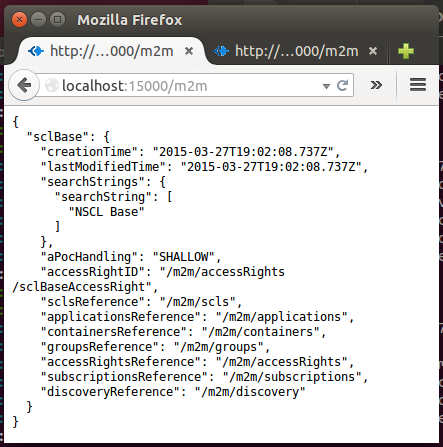 Mozilla Firefox
http://...000/m2m
http://...000/m2m
localhost:15000/m2m
{
"sclBase": {
"creationTime": "2015-03-27T19:02:08.737Z",
"lastModifiedTime": "2015-03-27T19:02:08.737Z",
"searchStrings": {
"searchString": [
"NSCL Base"
]
},
"aPocHandling": "SHALLOW",
"accessRightID": "/m2m/accessRights
/sclBaseAccessRight",
"sclsReference": "/m2m/scls",
"applicationsReference": "/m2m/applications",
"containersReference": "/m2m/containers",
"groupsReference": "/m2m/groups",
"accessRightsReference": "/m2m/accessRights",
"subscriptionsReference": "/m2m/subscriptions",
"discoveryReference": "/m2m/discovery"
}
}